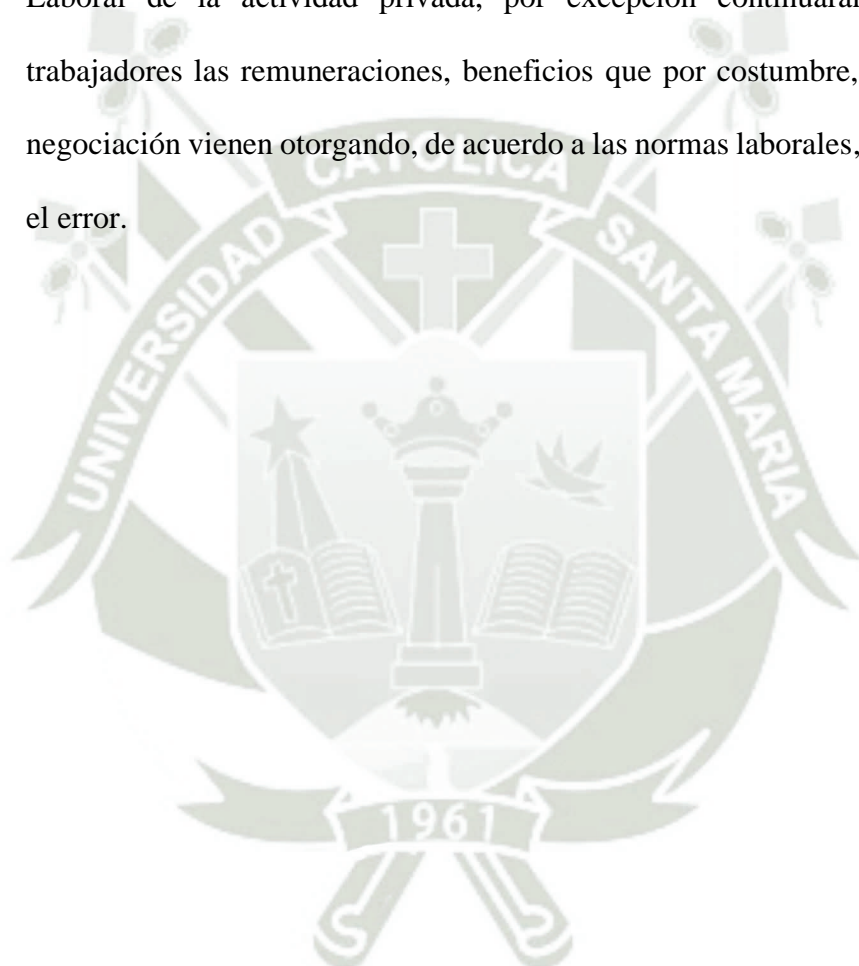 Laboral de la actividad privada, por excepción continuarán
trabajadores las remuneraciones, beneficios que por costumbre,
negociación vienen otorgando, de acuerdo a las normas laborales,
el error.
UNIVERSIDAD CATOLICA SANTA MARIA
1961